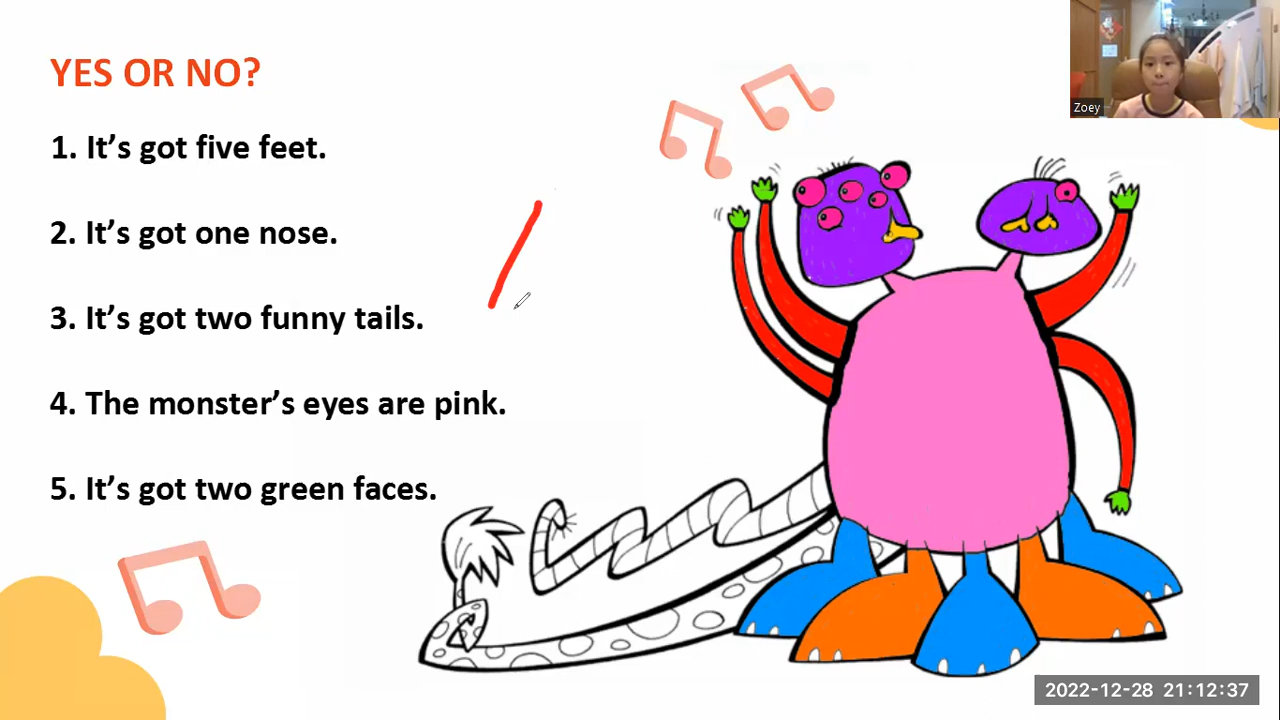 YES OR NO?
Zoey
1. It's got five feet.
2. It's got one nose.
3. It's got two funny tails.
4. The monster's eyes are pink.
5. It's got two green faces.
2022-12-28 21:12:37